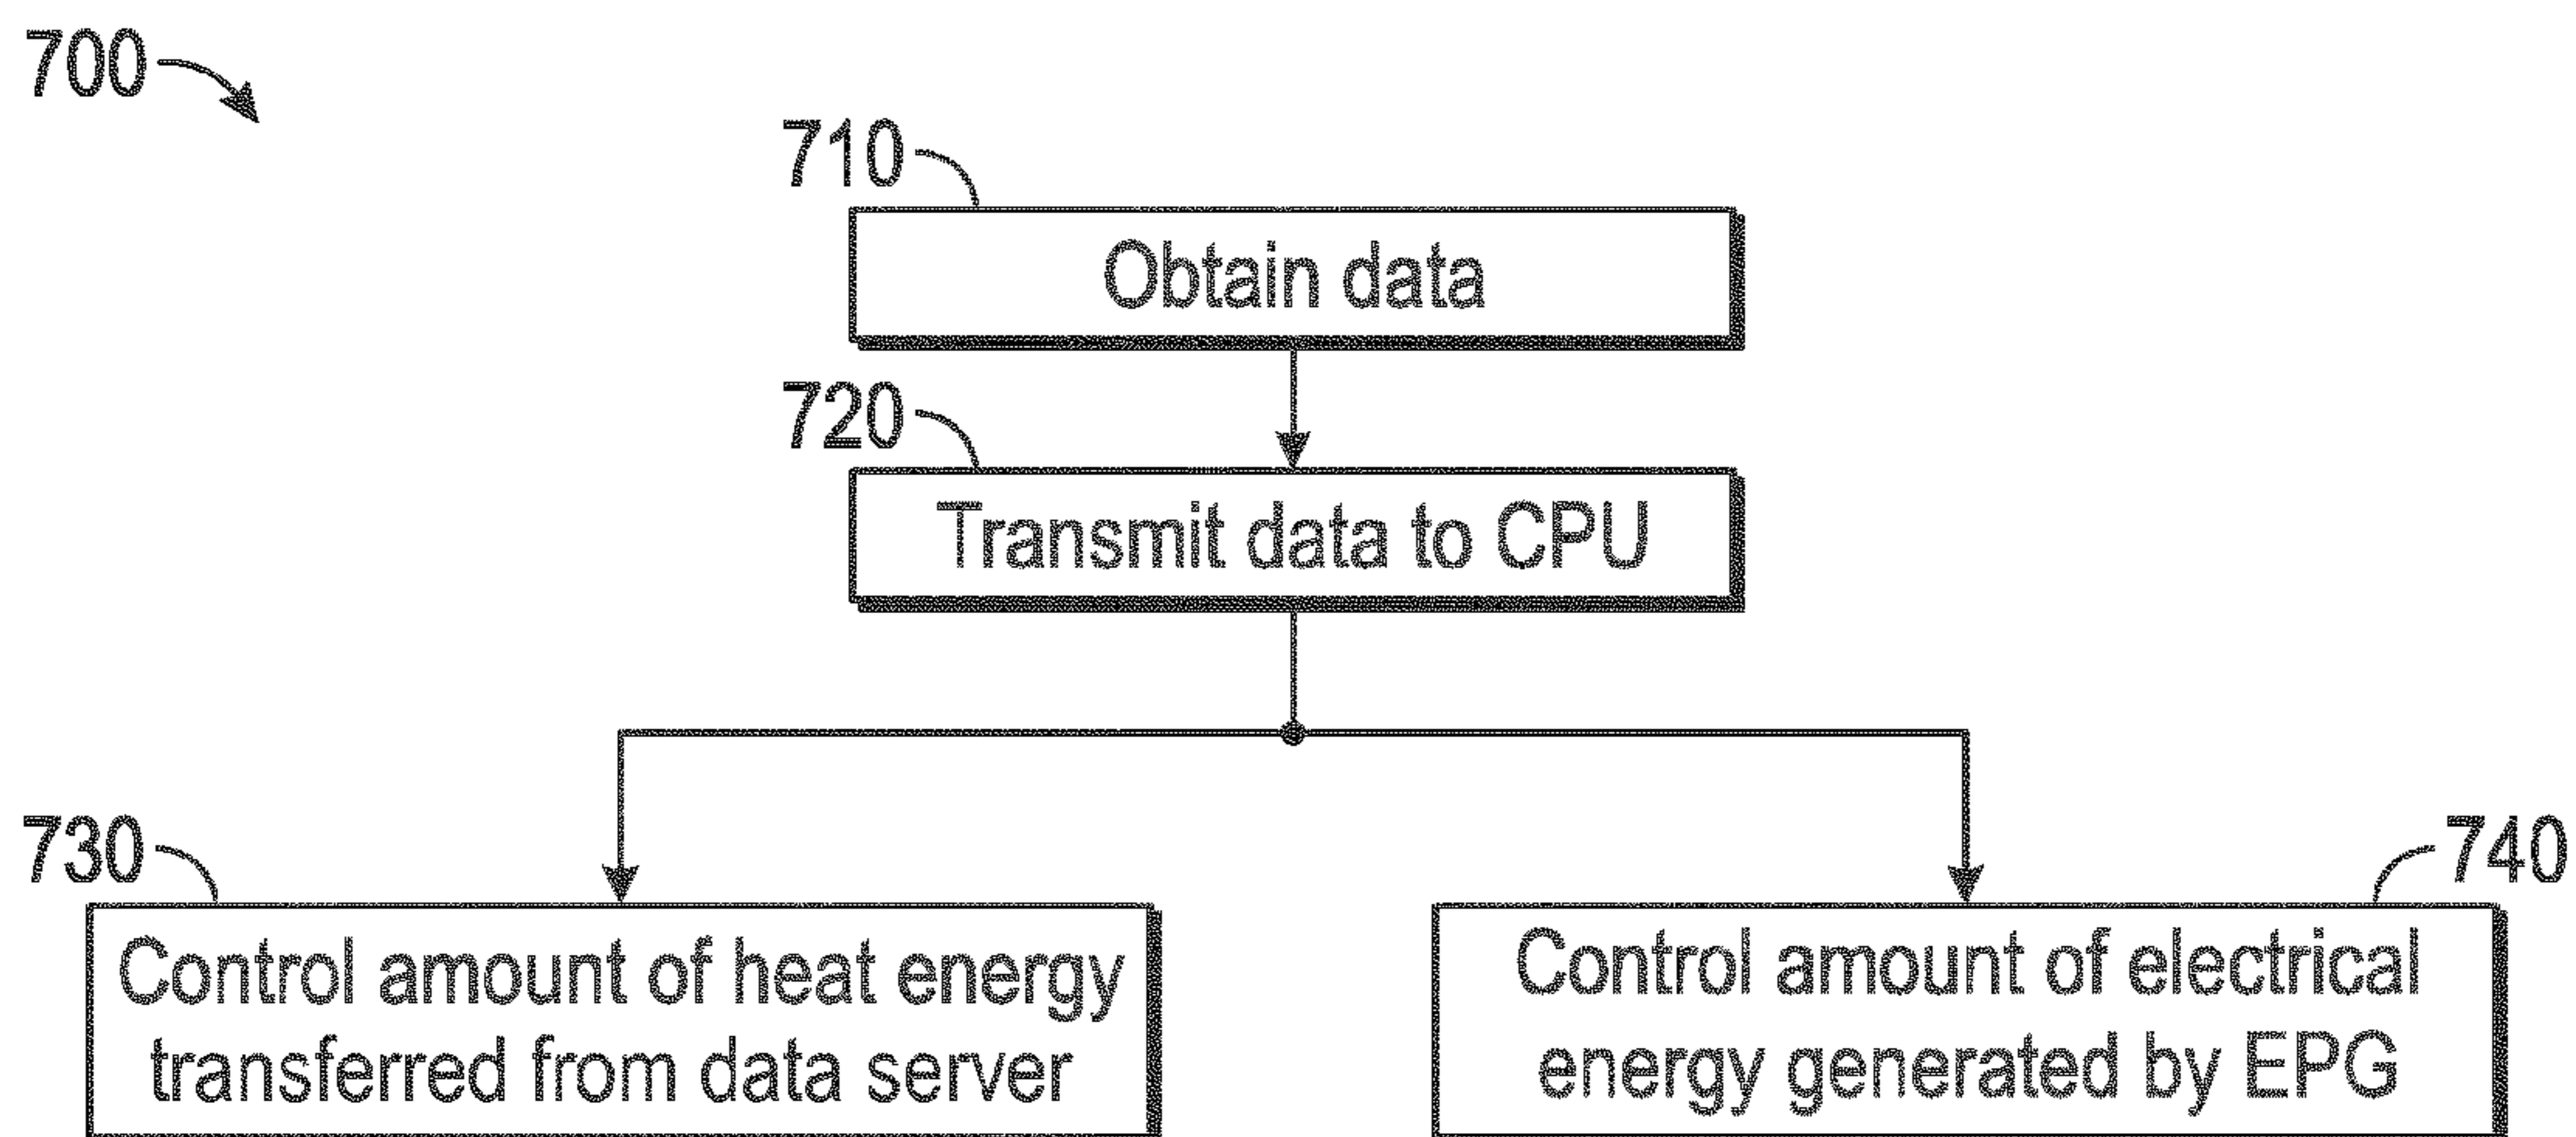 700
710
Obtain data
720
Transmit data to CPU
730
Control amount of heat energy
transferred from data server
740
Control amount of electrical
energy generated by EPG